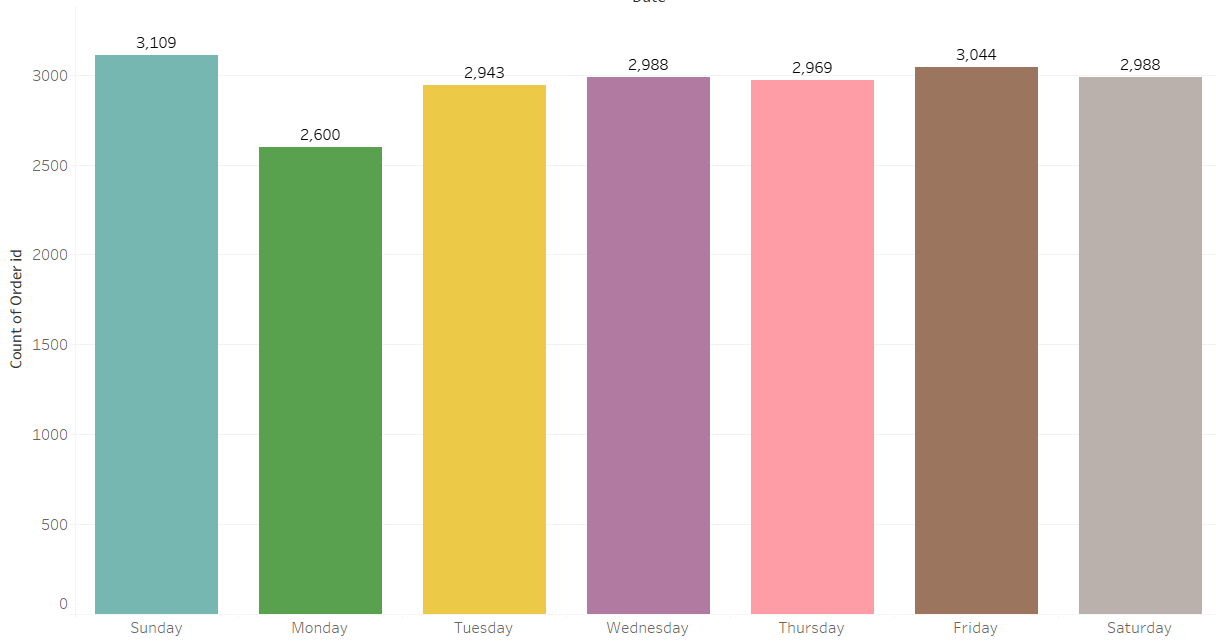 Date
3,109
2,600
2,943
2,988
2,969
3,044
2,988
Count of Order id
3000
2500
2000
1500
1000
500
0
Sunday
Monday
Tuesday
Wednesday
Thursday
Friday
Saturday